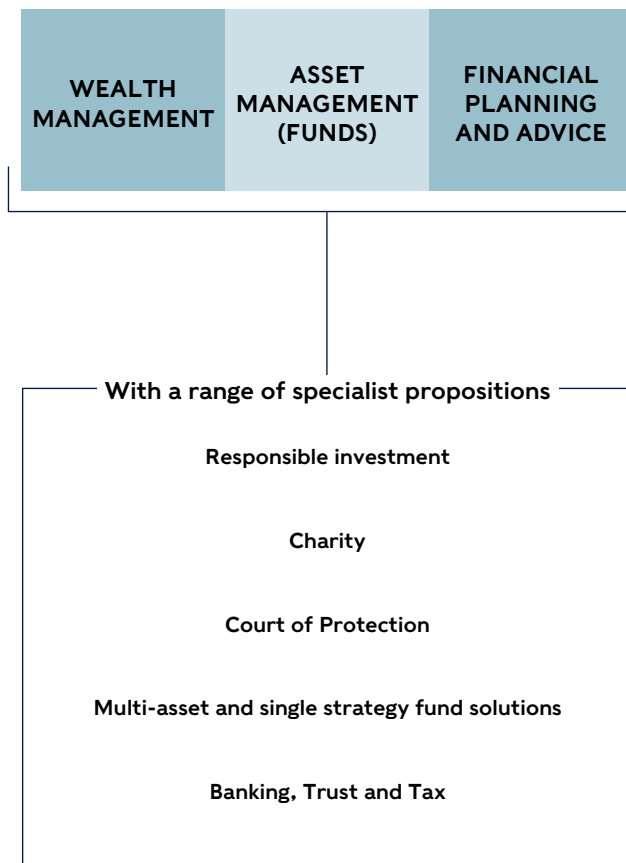 WEALTH
MANAGEMENT
ASSET
MANAGEMENT
(FUNDS)
FINANCIAL
PLANNING
AND ADVICE
With a range of specialist propositions
Responsible investment
Charity
Court of Protection
Multi-asset and single strategy fund solutions
Banking, Trust and Tax